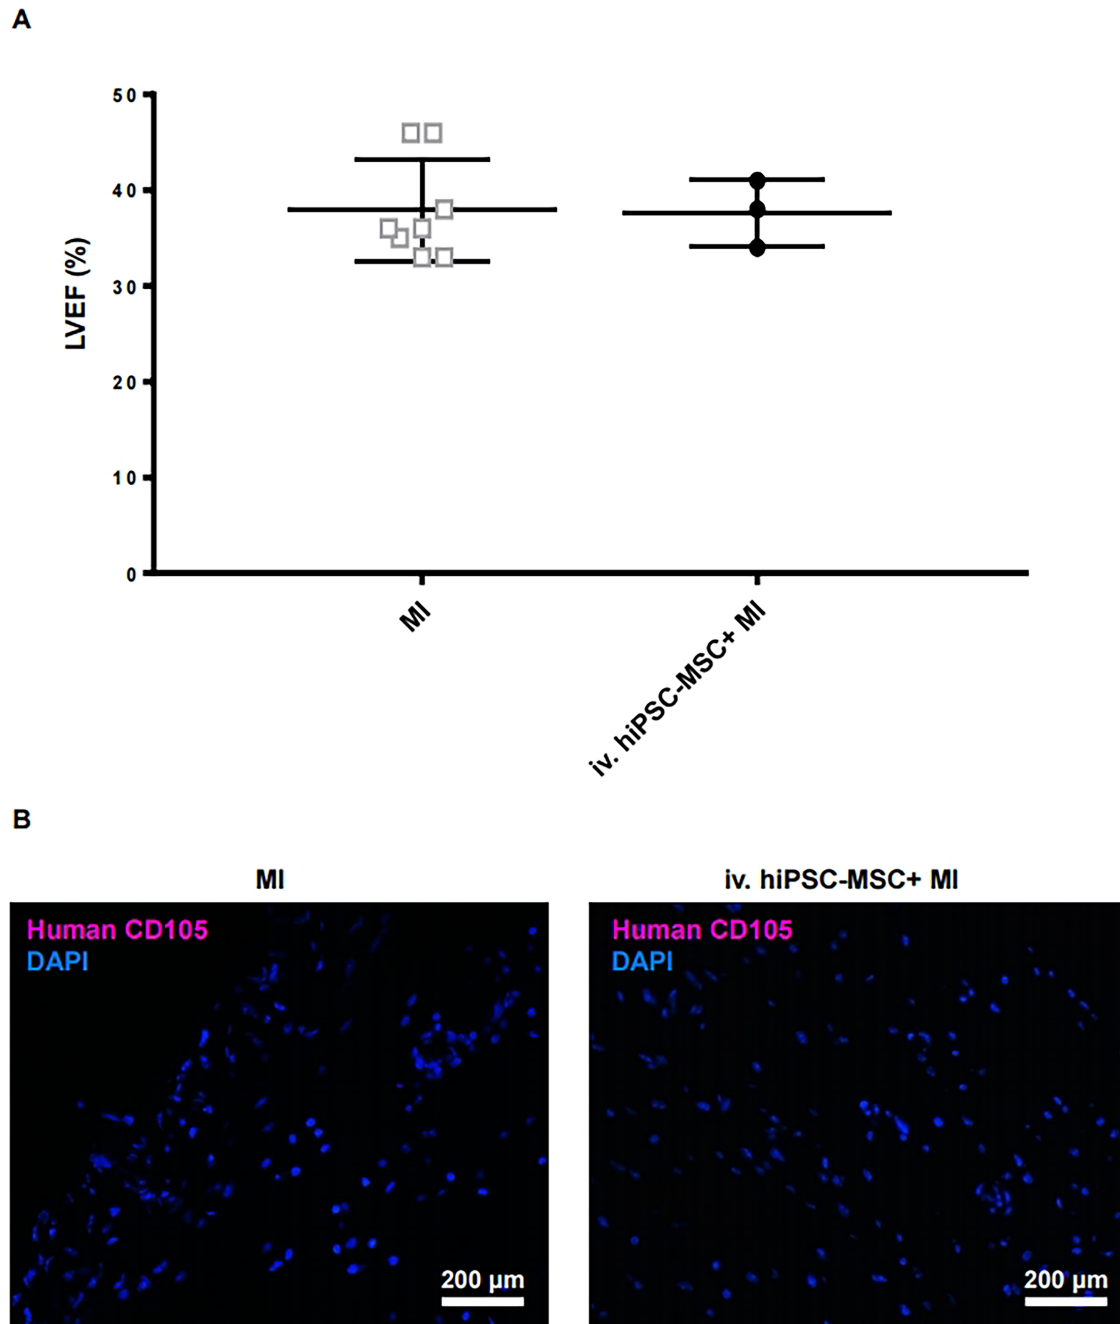 A
50
40
30
20
10
0
LVEF (%)
MI
iv. hiPSC-MSC+ MI
B
MI
iv. hiPSC-MSC+ MI
Human CD105
DAPI
200 µm
Human CD105
DAPI
200 µm